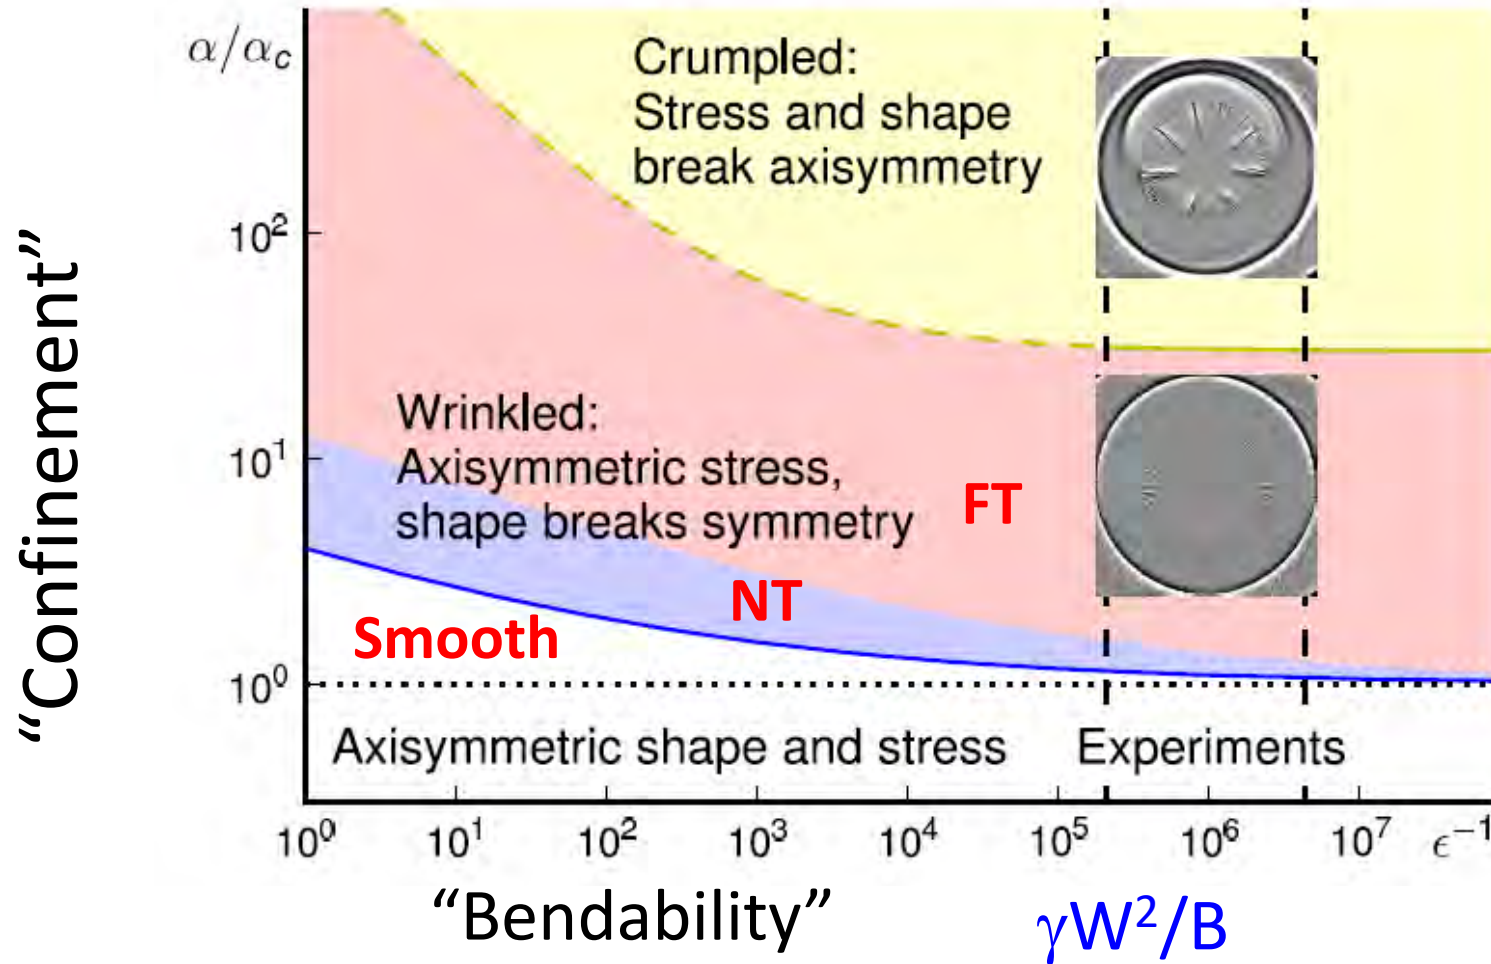 α/αc
Crumpled:
Stress and shape
break axisymmetry
10²
“Confinement”
Wrinkled:
Axisymmetric stress,
shape breaks symmetry
FT
10¹
NT
Smooth
10⁰
Axisymmetric shape and stress
Experiments
10⁰ 10¹ 10² 10³ 10⁴ 10⁵ 10⁶ 10⁷ ϵ⁻¹
“Bendability”
γW²/B